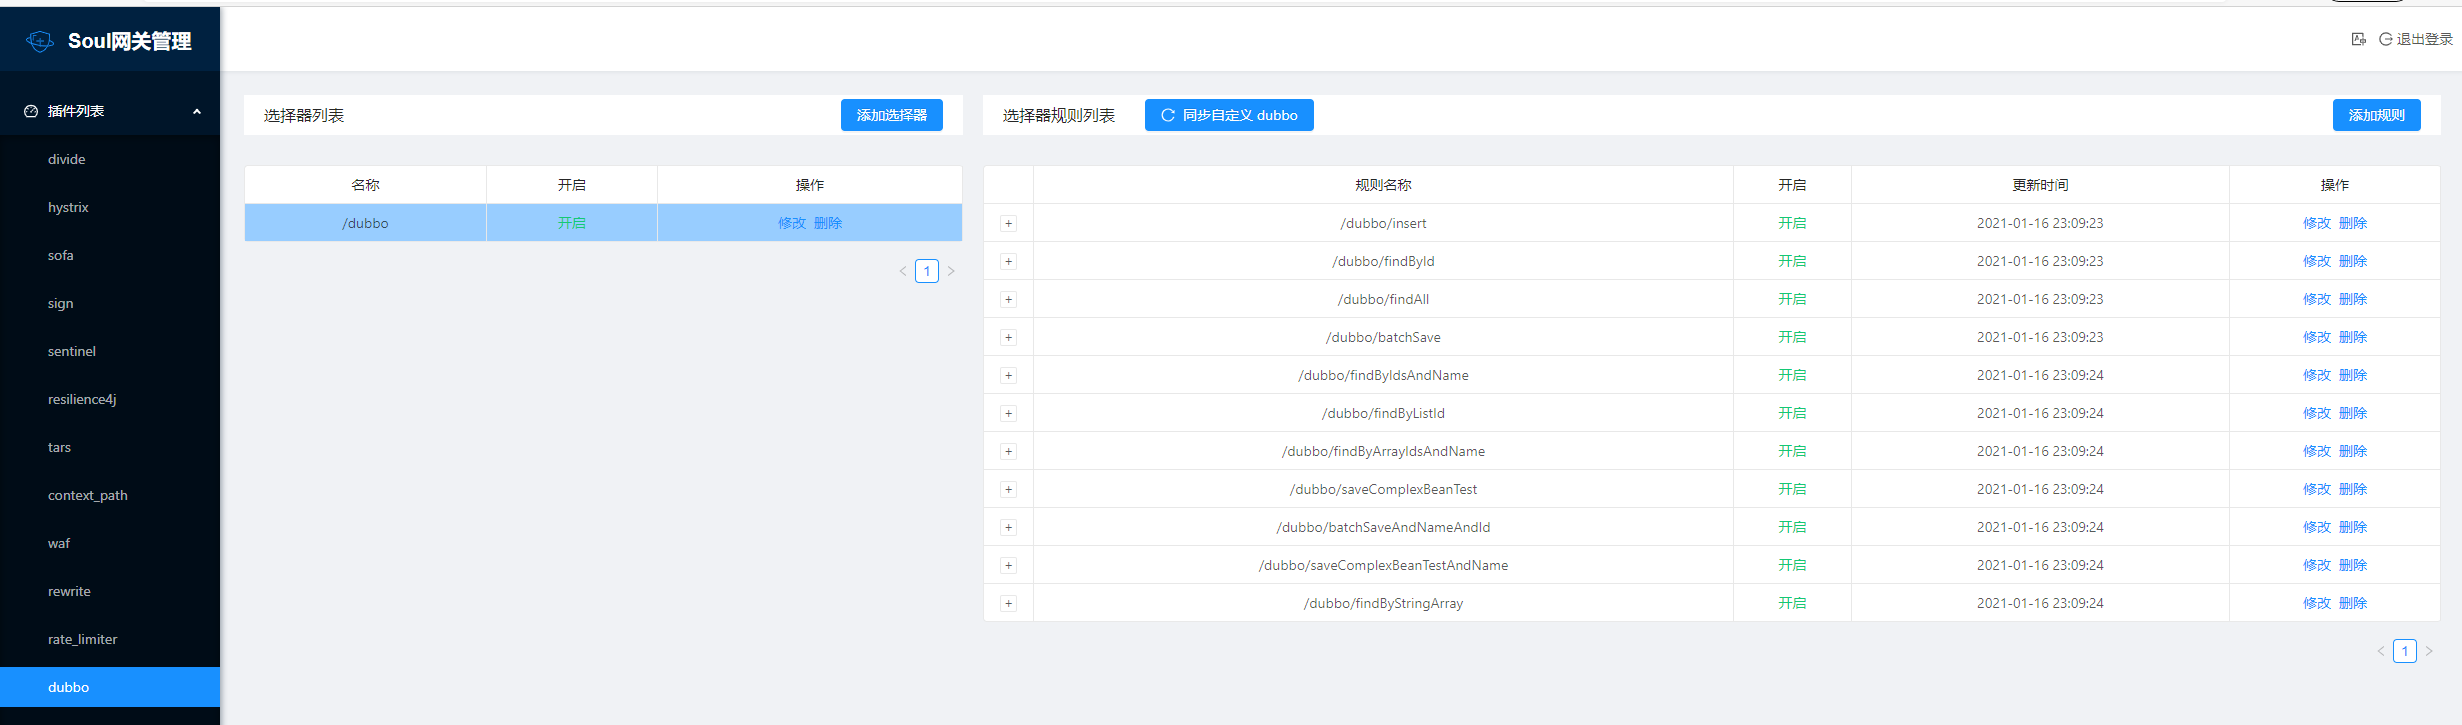 Soul网关管理
退出登录
插件列表
divide
hystrix
sofa
sign
sentinel
resilience4j
tars
context_path
waf
rewrite
rate_limiter
dubbo
选择器列表 添加选择器
名称 开启 操作
/dubbo 开启 修改 删除
1
选择器规则列表 同步自定义 dubbo 添加规则
规则名称 开启 更新时间 操作
+ /dubbo/insert 开启 2021-01-16 23:09:23 修改 删除
+ /dubbo/findById 开启 2021-01-16 23:09:23 修改 删除
+ /dubbo/findAll 开启 2021-01-16 23:09:23 修改 删除
+ /dubbo/batchSave 开启 2021-01-16 23:09:23 修改 删除
+ /dubbo/findByIdsAndName 开启 2021-01-16 23:09:24 修改 删除
+ /dubbo/findByListId 开启 2021-01-16 23:09:24 修改 删除
+ /dubbo/findByArrayIdsAndName 开启 2021-01-16 23:09:24 修改 删除
+ /dubbo/saveComplexBeanTest 开启 2021-01-16 23:09:24 修改 删除
+ /dubbo/batchSaveAndNameAndId 开启 2021-01-16 23:09:24 修改 删除
+ /dubbo/saveComplexBeanTestAndName 开启 2021-01-16 23:09:24 修改 删除
+ /dubbo/findByStringArray 开启 2021-01-16 23:09:24 修改 删除
1